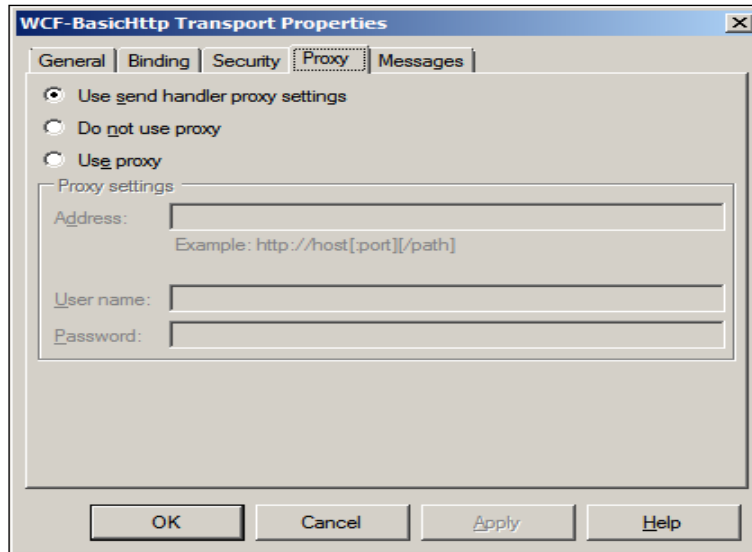 WCF-BasicHttp Transport Properties
General Binding Security Proxy Messages
Use send handler proxy settings
Do not use proxy
Use proxy
Proxy settings
Address:
Example: http://host[:port][/path]
User name:
Password:
OK Cancel Apply Help